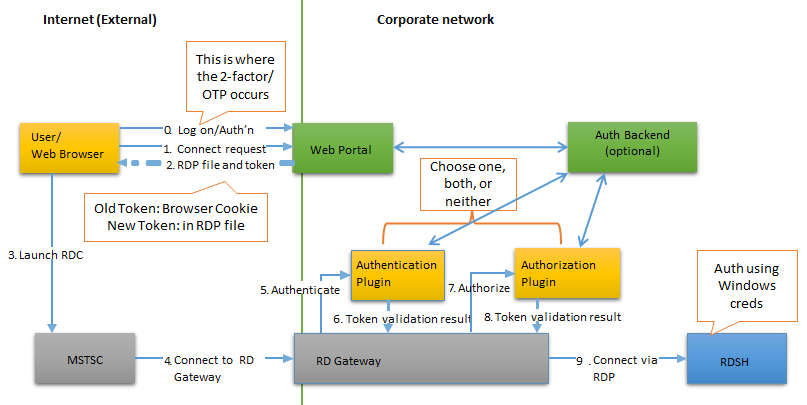 Internet (External)
Corporate network
This is where
the 2-factor/
OTP occurs
0. Log on/Auth'n
User/
Web Browser
1. Connect request
2. RDP file and token
Web Portal
Auth Backend
(optional)
Choose one,
both, or
neither
Old Token: Browser Cookie
New Token: in RDP file
3. Launch RDC
Authentication
Plugin
Authorization
Plugin
5. Authenticate
7. Authorize
Auth using
Windows
creds
6. Token validation result
8. Token validation result
MSTSC
4. Connect to RD
Gateway
RD Gateway
9 . Connect via
RDP
RDSH